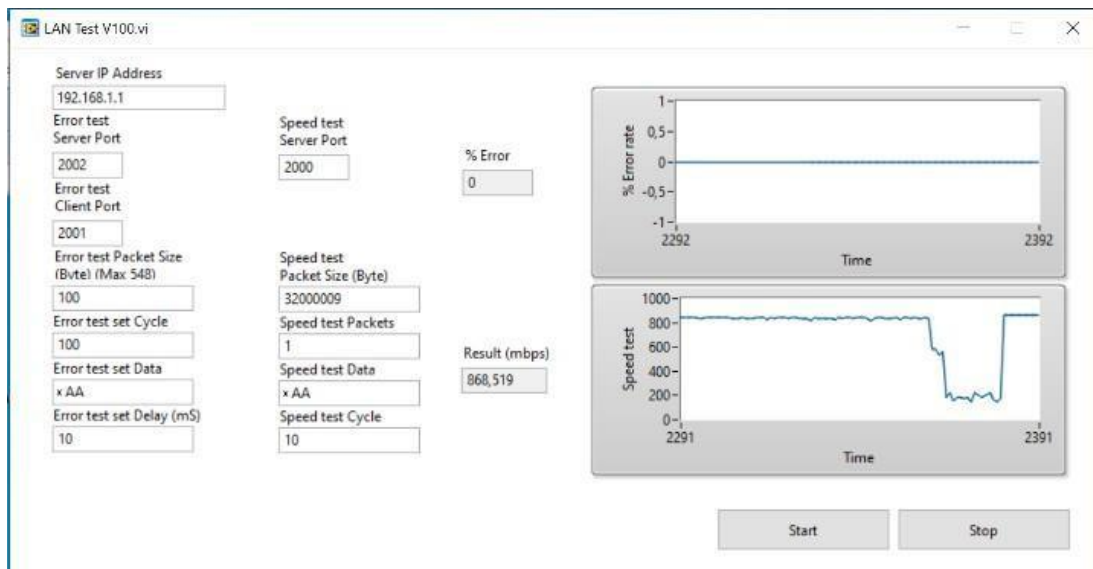 LAN Test V100.vi
Server IP Address
192.168.1.1
Error test
Server Port
2002
Speed test
Server Port
2000
% Error
0
Error test
Client Port
2001
Error test Packet Size
(Byte) (Max 548)
100
Speed test
Packet Size (Byte)
32000009
Error test set Cycle
100
Speed test Packets
1
Result (mbps)
868,519
Error test set Data
× AA
Speed test Data
× AA
Error test set Delay (mS)
10
Speed test Cycle
10
% Error rate
1
0,5
0
-0,5
-1
2292
2392
Time
Speed test
1000
800
600
400
200
0
2291
2391
Time
Start
Stop